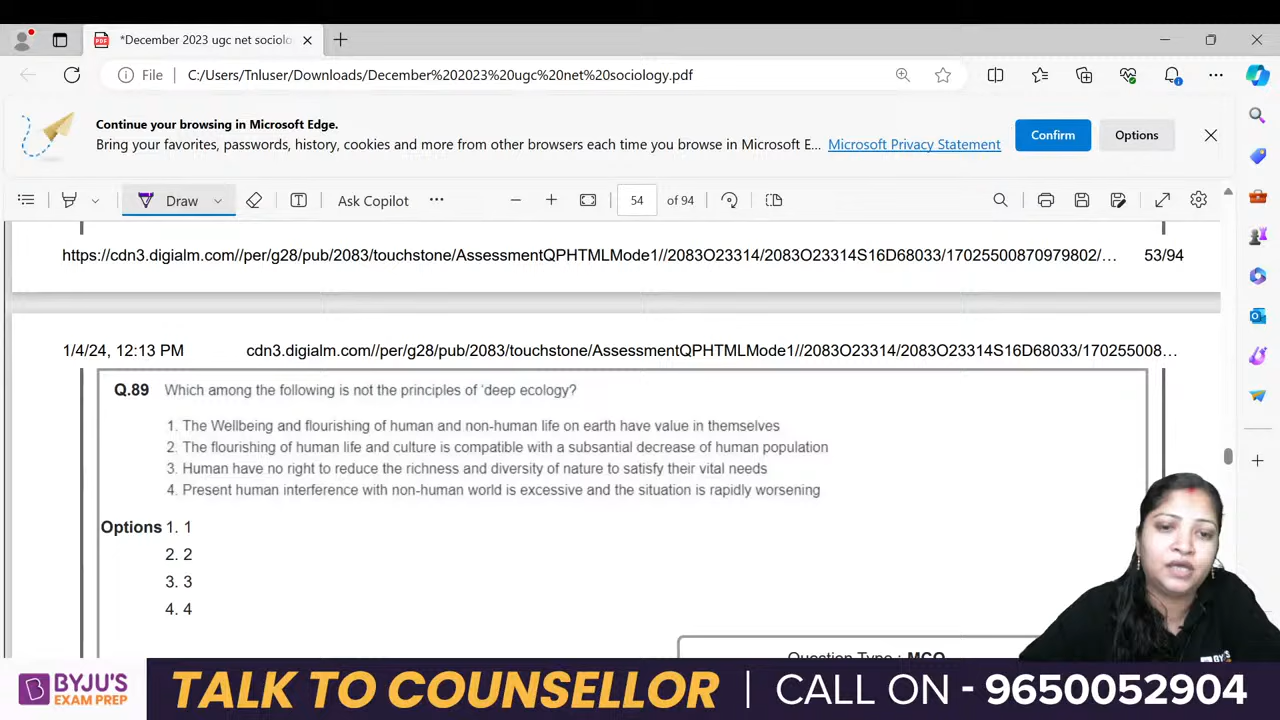 *December 2023 ugc net sociolo
File C:/Users/Tnluser/Downloads/December%202023%20ugc%20net%20sociology.pdf
Continue your browsing in Microsoft Edge.
Bring your favorites, passwords, history, cookies and more from other browsers each time you browse in Microsoft E... Microsoft Privacy Statement
Confirm Options
Draw Ask Copilot 54 of 94
https://cdn3.digialm.com//per/g28/pub/2083/touchstone/AssessmentQPHTMLMode1//2083O23314/2083O23314S16D68033/17025500870979802/... 53/94
1/4/24, 12:13 PM cdn3.digialm.com//per/g28/pub/2083/touchstone/AssessmentQPHTMLMode1//2083O23314/2083O23314S16D68033/170255008...
Q.89 Which among the following is not the principles of 'deep ecology?
1. The Wellbeing and flourishing of human and non-human life on earth have value in themselves
2. The flourishing of human life and culture is compatible with a subsantial decrease of human population
3. Human have no right to reduce the richness and diversity of nature to satisfy their vital needs
4. Present human interference with non-human world is excessive and the situation is rapidly worsening
Options 1. 1
2. 2
3. 3
4. 4
Question Type : MCQ
BYJU'S
EXAM PREP
TALK TO COUNSELLOR | CALL ON - 9650052904